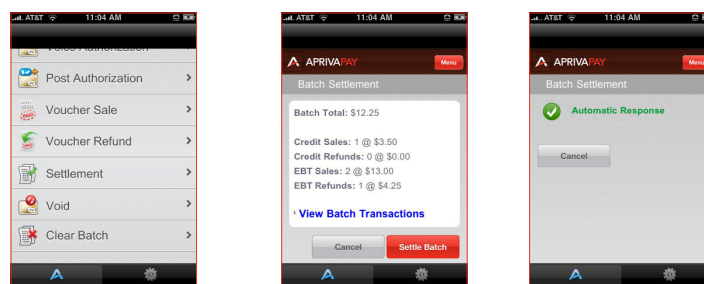 AT&T 11:04 AM
Voice Authorization
Post Authorization
Voucher Sale
Voucher Refund
Settlement
Void
Clear Batch
AT&T 11:04 AM
APRIVAPAY
Menu
Batch Settlement
Batch Total: $12.25
Credit Sales: 1 @ $3.50
Credit Refunds: 0 @ $0.00
EBT Sales: 2 @ $13.00
EBT Refunds: 1 @ $4.25
View Batch Transactions
Cancel
Settle Batch
AT&T 11:04 AM
APRIVAPAY
Menu
Batch Settlement
Automatic Response
Cancel